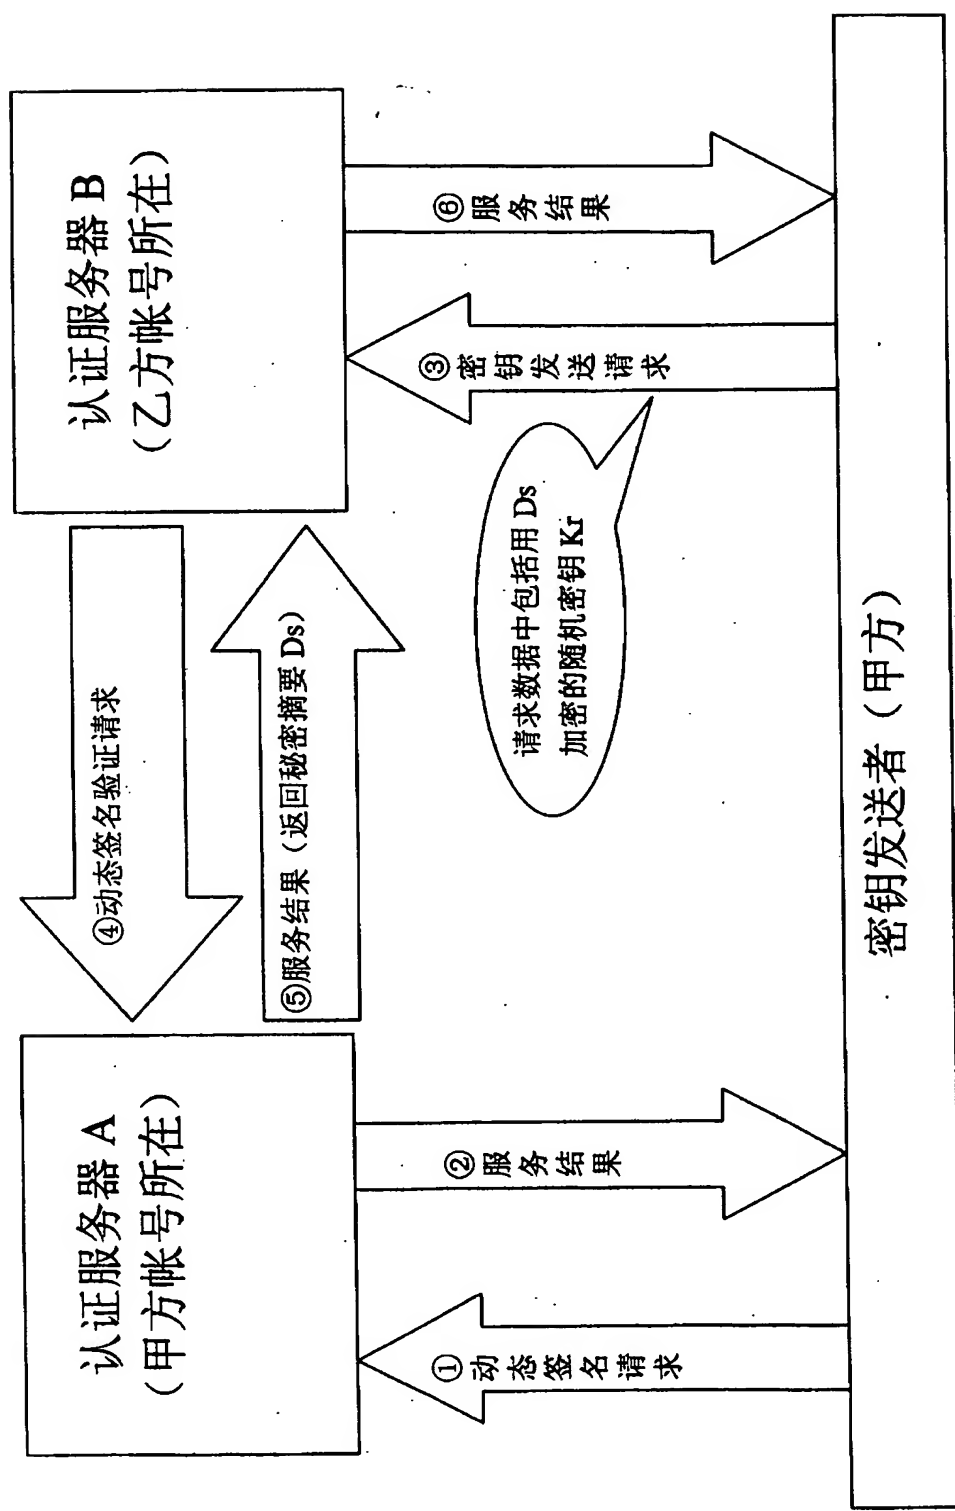 认证服务器 A
（甲方帐号所在）
认证服务器 B
（乙方帐号所在）
④动态签名验证请求
⑤服务结果（返回秘密摘要 Ds）
①动态签名请求
②服务结果
③密钥发送请求
⑥服务结果
请求数据中包括用 Ds
加密的随机密钥 Kr
密钥发送者（甲方）